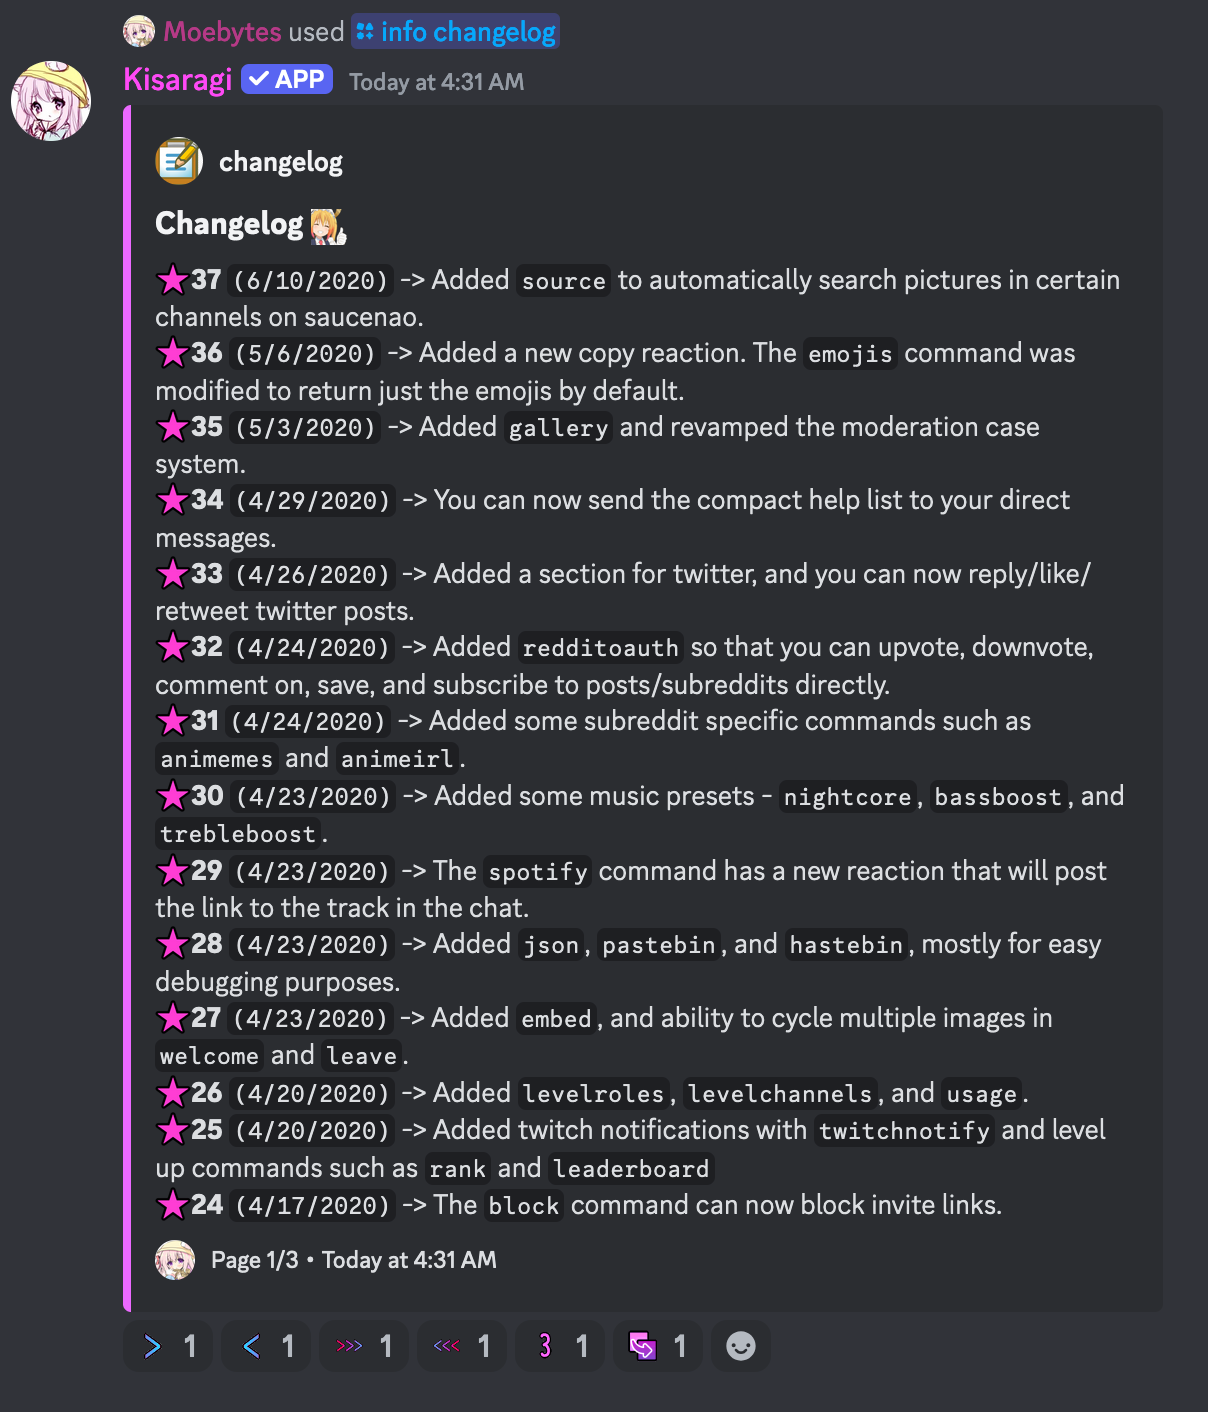 Moebytes used info changelog
Kisaragi APP Today at 4:31 AM
changelog
Changelog
37 (6/10/2020) -> Added source to automatically search pictures in certain
channels on saucenao.
36 (5/6/2020) -> Added a new copy reaction. The emojis command was
modified to return just the emojis by default.
35 (5/3/2020) -> Added gallery and revamped the moderation case
system.
34 (4/29/2020) -> You can now send the compact help list to your direct
messages.
33 (4/26/2020) -> Added a section for twitter, and you can now reply/like/
retweet twitter posts.
32 (4/24/2020) -> Added redditoauth so that you can upvote, downvote,
comment on, save, and subscribe to posts/subreddits directly.
31 (4/24/2020) -> Added some subreddit specific commands such as
animemes and animeirl.
30 (4/23/2020) -> Added some music presets - nightcore, bassboost, and
trebleboost.
29 (4/23/2020) -> The spotify command has a new reaction that will post
the link to the track in the chat.
28 (4/23/2020) -> Added json, pastebin, and hastebin, mostly for easy
debugging purposes.
27 (4/23/2020) -> Added embed, and ability to cycle multiple images in
welcome and leave.
26 (4/20/2020) -> Added levelroles, levelchannels, and usage.
25 (4/20/2020) -> Added twitch notifications with twitchnotify and level
up commands such as rank and leaderboard
24 (4/17/2020) -> The block command can now block invite links.
Page 1/3 • Today at 4:31 AM
> 1 < 1 >>> 1 <<< 1 3 1 1